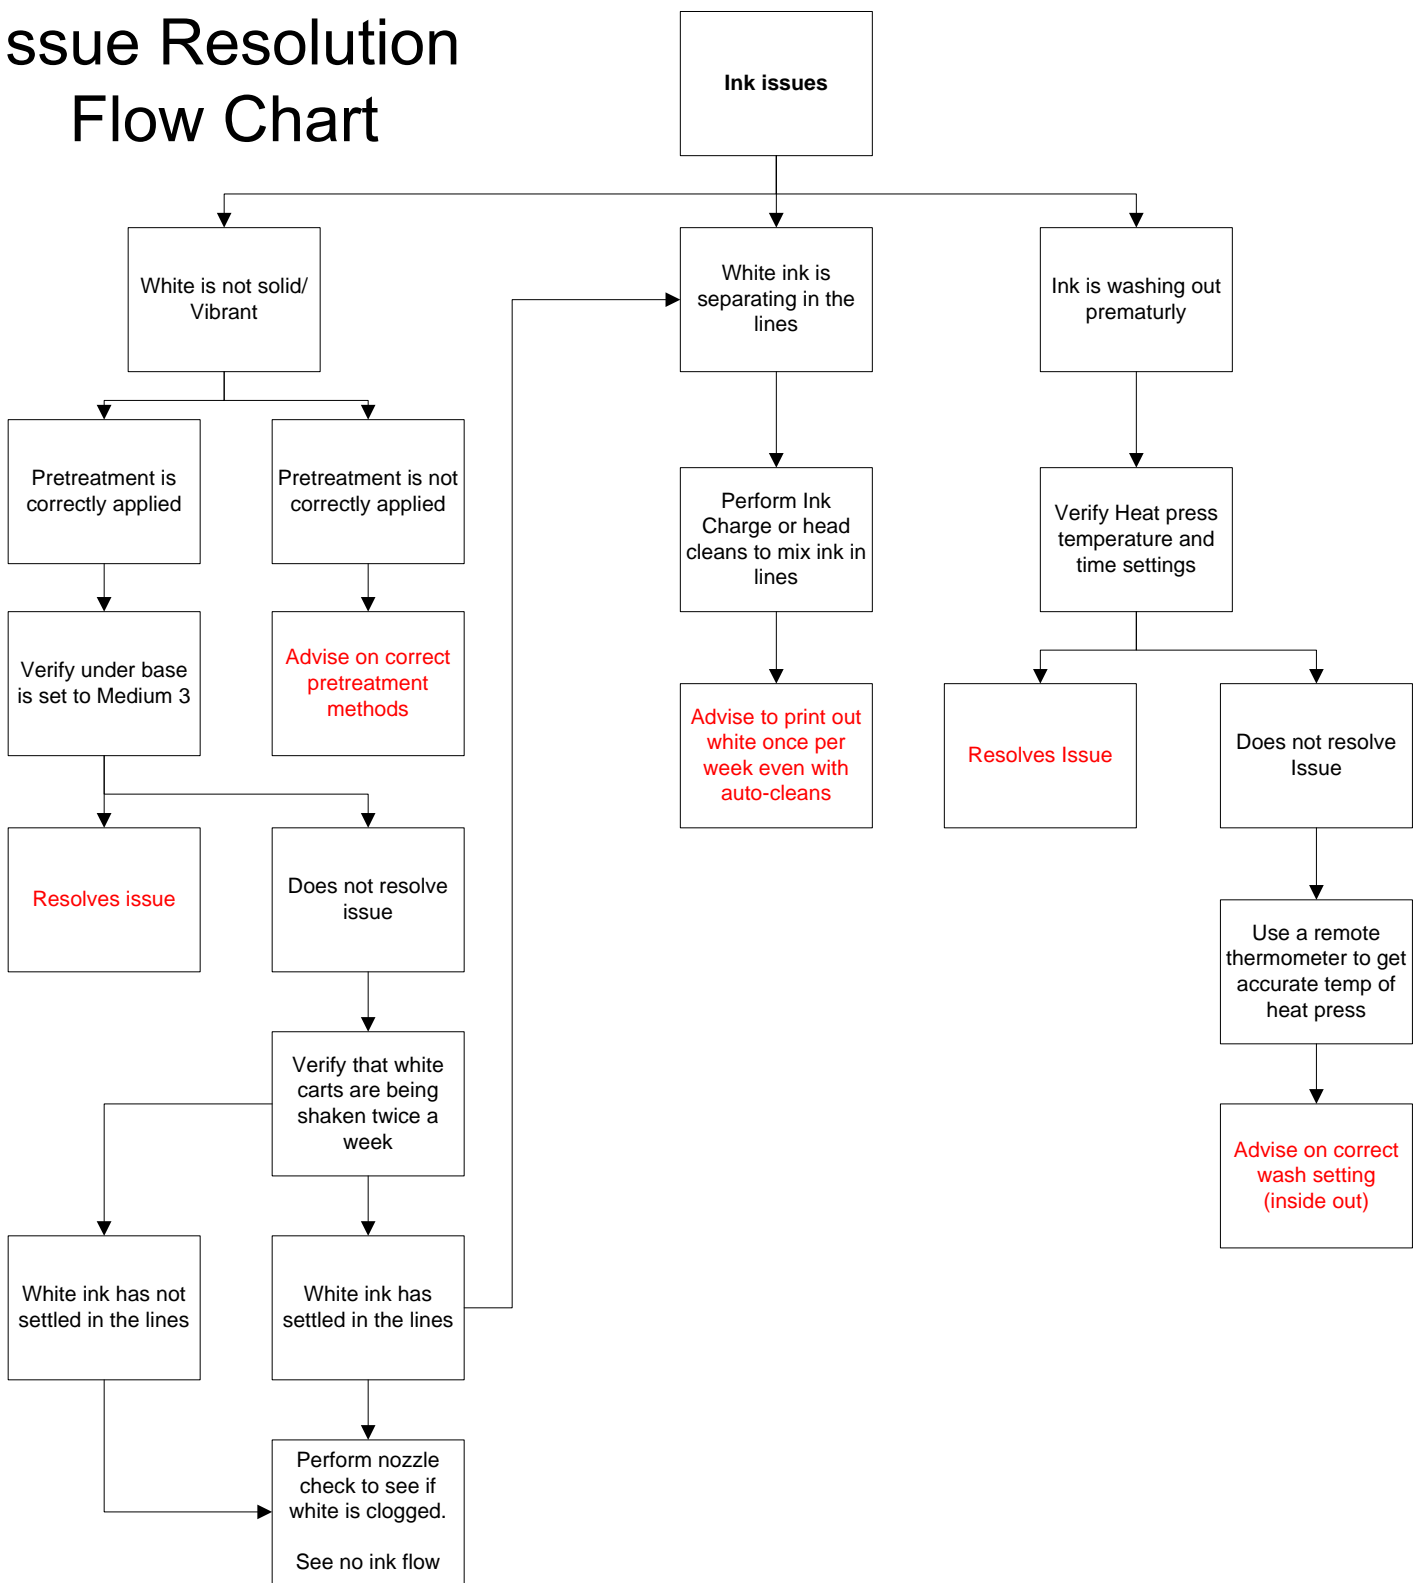 ssue Resolution
Flow Chart
Ink issues
White is not solid/
Vibrant
White ink is
separating in the
lines
Ink is washing out
prematurly
Pretreatment is
correctly applied
Pretreatment is not
correctly applied
Perform Ink
Charge or head
cleans to mix ink in
lines
Verify Heat press
temperature and
time settings
Verify under base
is set to Medium 3
Advise on correct
pretreatment
methods
Advise to print out
white once per
week even with
auto-cleans
Resolves Issue
Does not resolve
Issue
Resolves issue
Does not resolve
issue
Use a remote
thermometer to get
accurate temp of
heat press
Verify that white
carts are being
shaken twice a
week
Advise on correct
wash setting
(inside out)
White ink has not
settled in the lines
White ink has
settled in the lines
Perform nozzle
check to see if
white is clogged.
See no ink flow